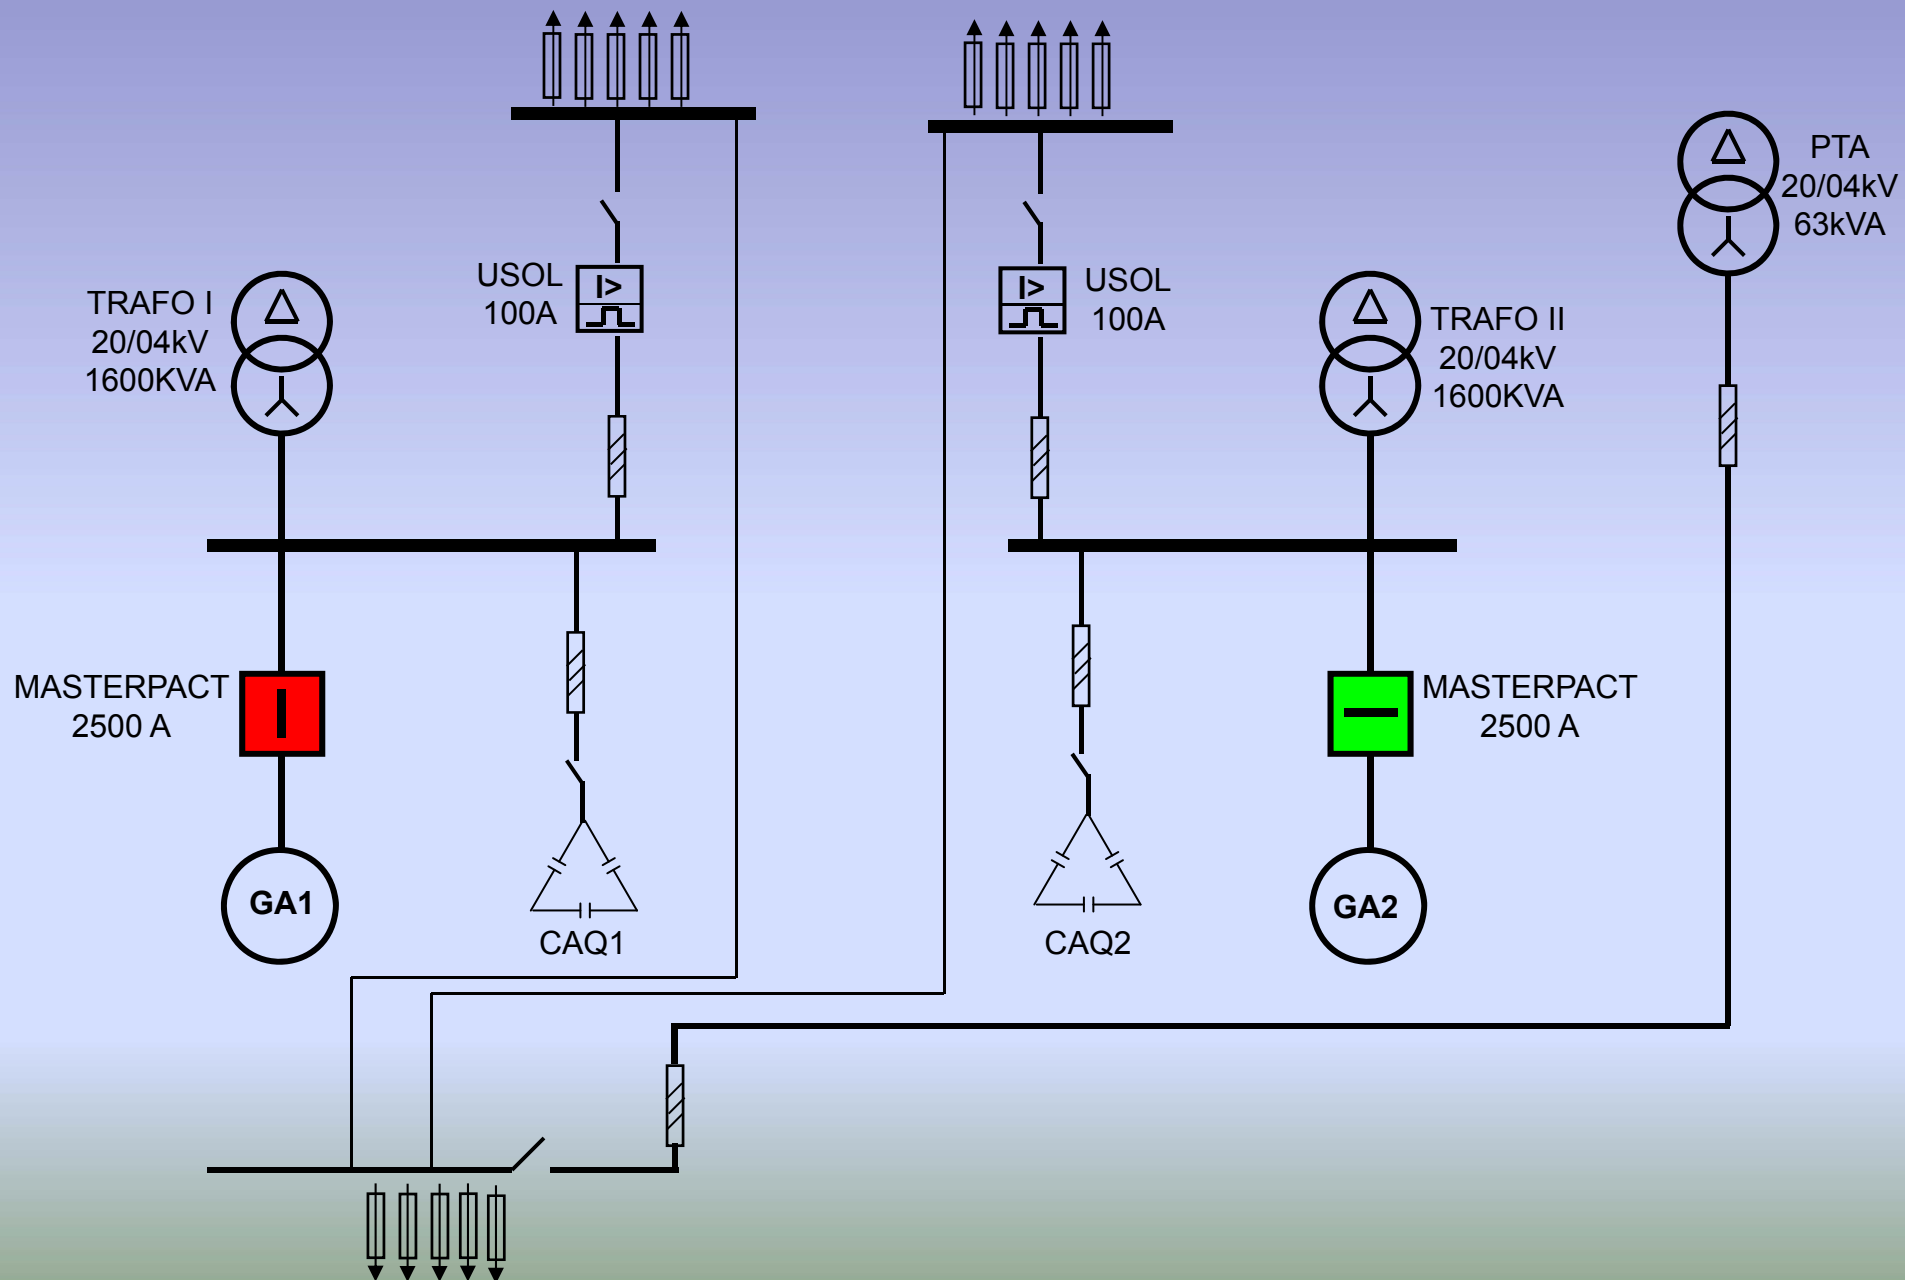 PTA
20/04kV
63kVA
USOL
100A
I>
I>
USOL
100A
TRAFO I
20/04kV
1600KVA
TRAFO II
20/04kV
1600KVA
MASTERPACT
2500 A
MASTERPACT
2500 A
GA1
CAQ1
CAQ2
GA2